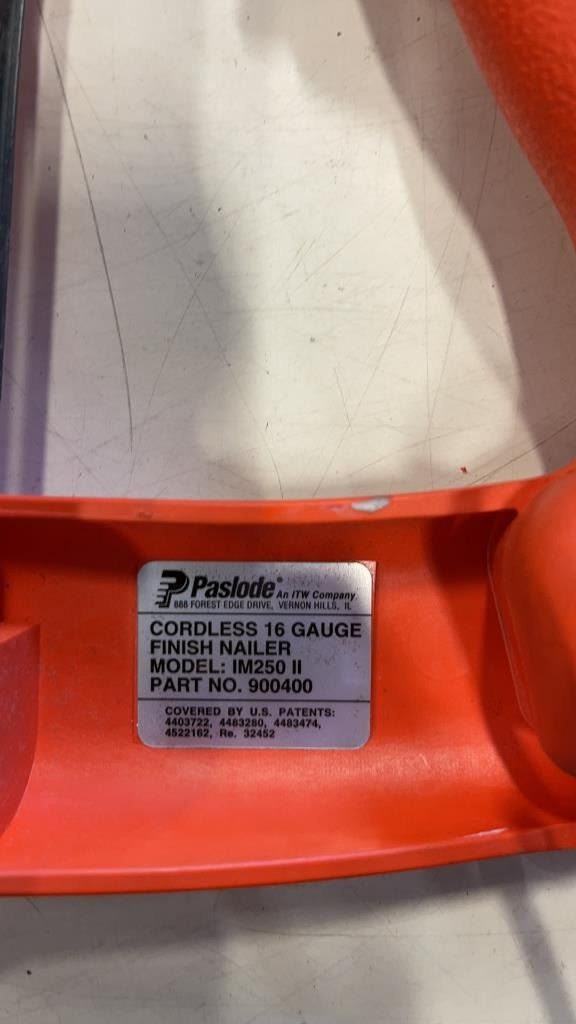 Paslode® An ITW Company
888 FOREST EDGE DRIVE, VERNON HILLS, IL
CORDLESS 16 GAUGE
FINISH NAILER
MODEL: IM250 II
PART NO. 900400
COVERED BY U.S. PATENTS:
4403722, 4483280, 4483474,
4522162, Re. 32452